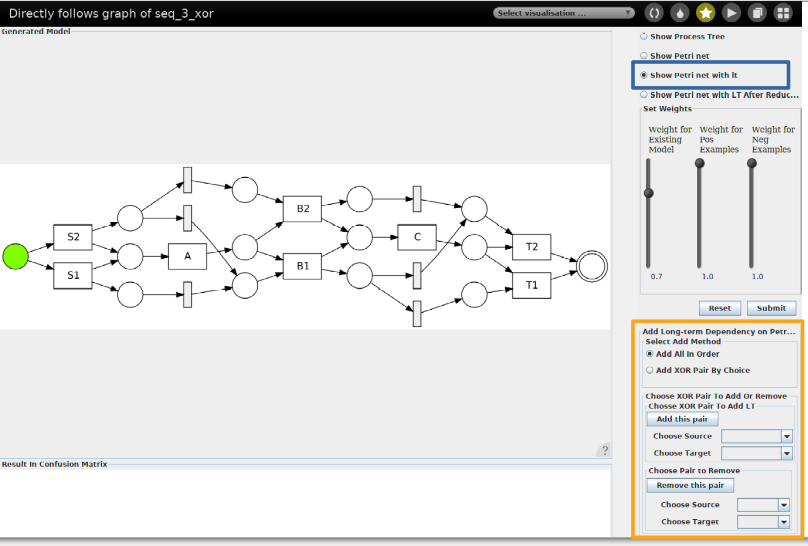 Directly follows graph of seq_3_xor
Select visualisation ...
Generated Model
S2
S1
A
B2
B1
C
T2
T1
?
Result In Confusion Matrix
Show Process Tree
Show Petri net
Show Petri net with lt
Show Petri net with LT After Reduc...
Set Weights
Weight for Existing Model
Weight for Pos Examples
Weight for Neg Examples
0.7
1.0
1.0
Reset
Submit
Add Long-term Dependency on Petr...
Select Add Method
Add All In Order
Add XOR Pair By Choice
Choose XOR Pair To Add Or Remove
Choose XOR Pair To Add LT
Add this pair
Choose Source
Choose Target
Choose Pair to Remove
Remove this pair
Choose Source
Choose Target